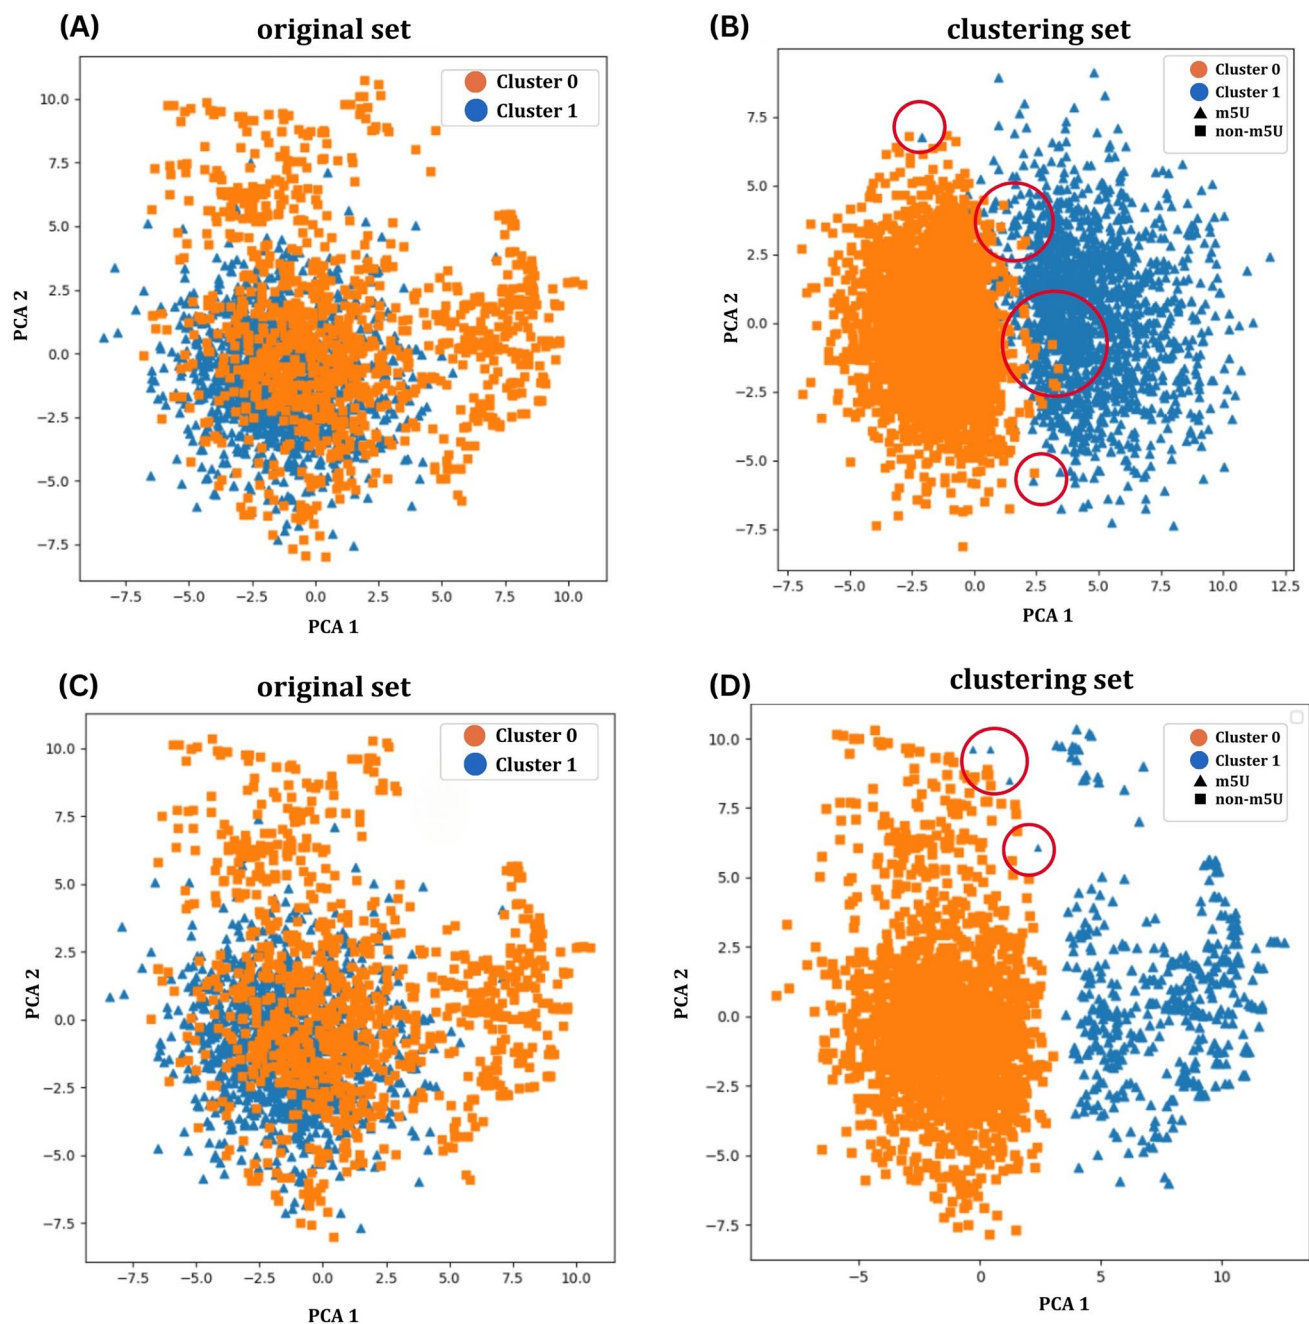 (A)
original set
Cluster 0
Cluster 1
10.0
7.5
5.0
2.5
0.0
−2.5
−5.0
−7.5
PCA 2
−7.5 −5.0 −2.5 0.0 2.5 5.0 7.5 10.0
PCA 1
(B)
clustering set
Cluster 0
Cluster 1
m5U
non-m5U
7.5
5.0
2.5
0.0
−2.5
−5.0
−7.5
PCA 2
−7.5 −5.0 −2.5 0.0 2.5 5.0 7.5 10.0 12.5
PCA 1
(C)
original set
Cluster 0
Cluster 1
10.0
7.5
5.0
2.5
0.0
−2.5
−5.0
−7.5
PCA 2
−7.5 −5.0 −2.5 0.0 2.5 5.0 7.5 10.0
PCA 1
(D)
clustering set
Cluster 0
Cluster 1
m5U
non-m5U
10.0
7.5
5.0
2.5
0.0
−2.5
−5.0
−7.5
PCA 2
−5 0 5 10
PCA 1